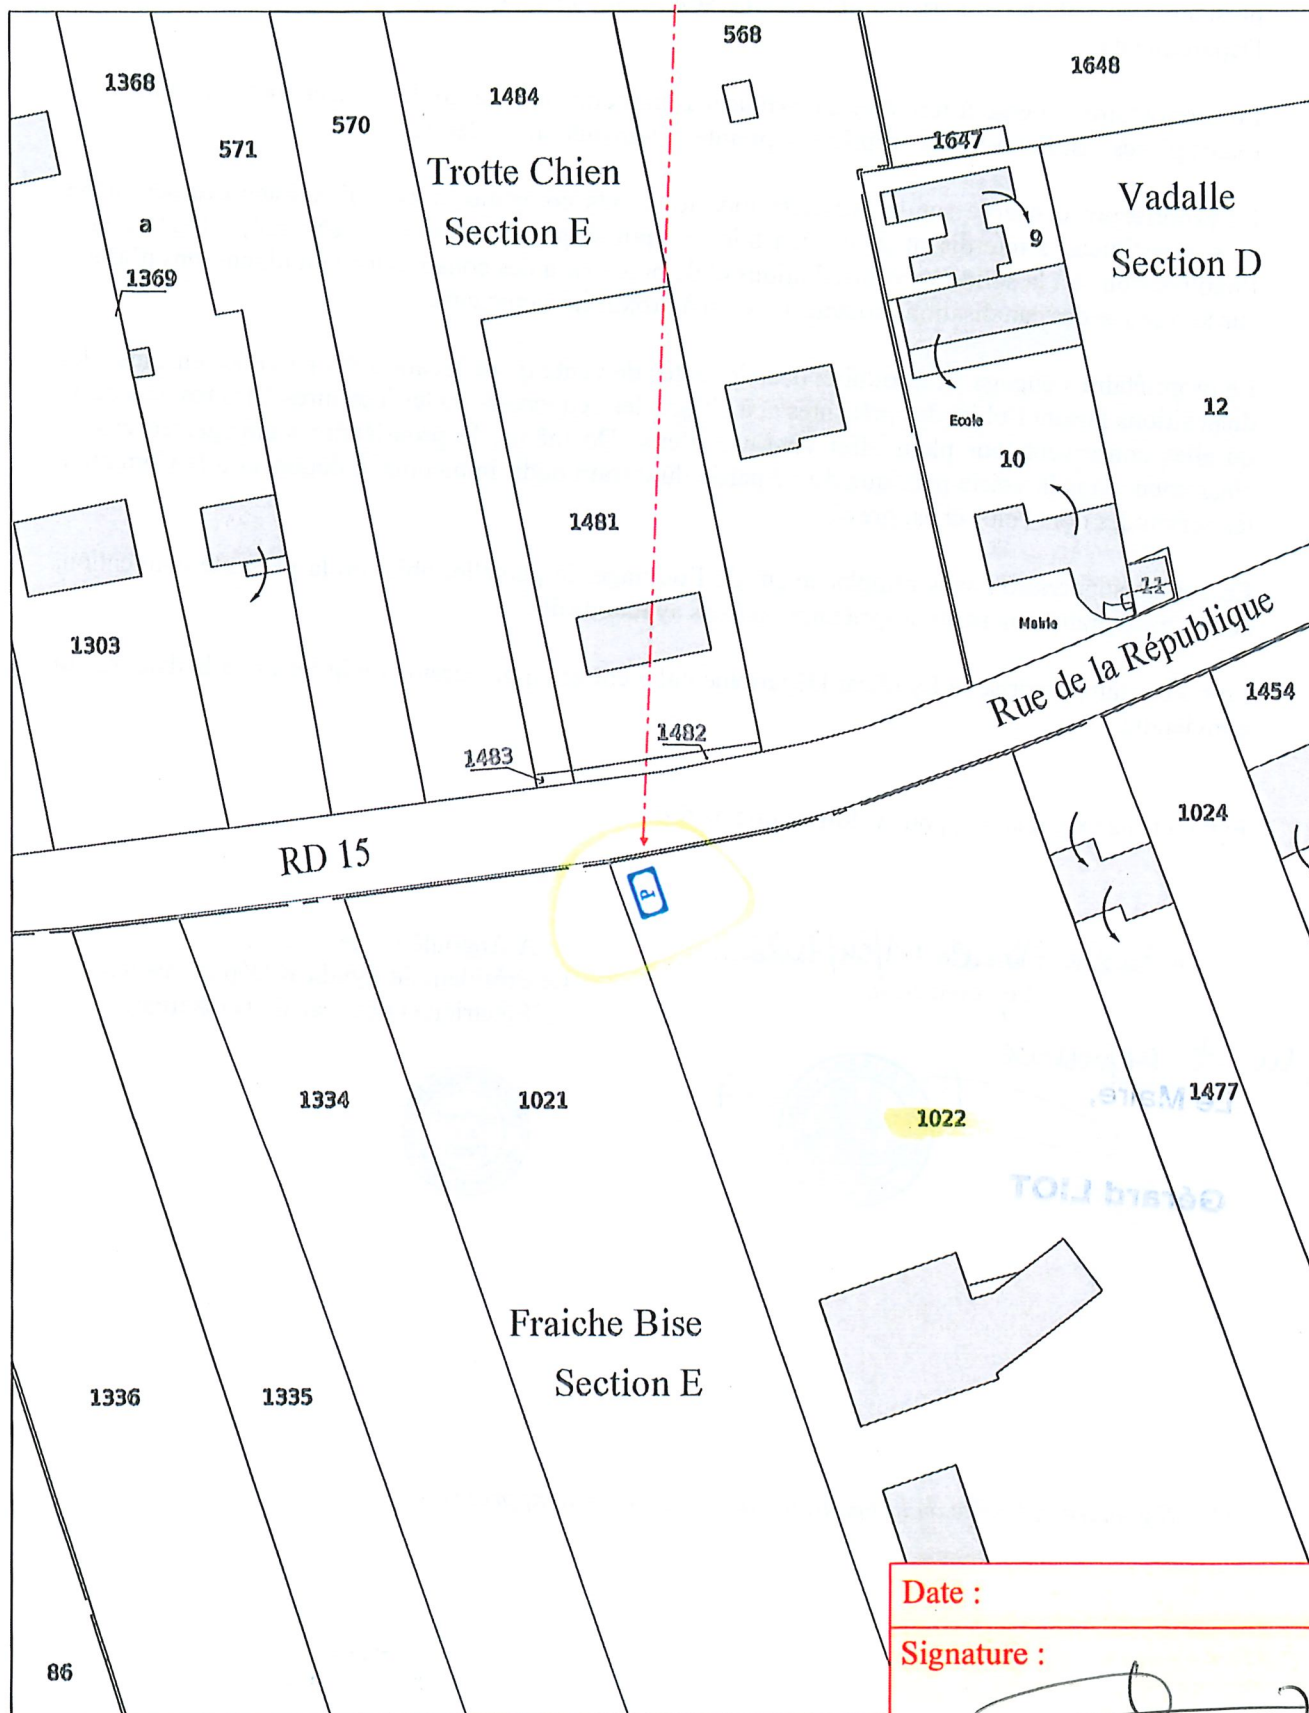 568
1368
1648
1484
570
1647
571
Trotte Chien
Section E
Vadalle
Section D
a
9
1369
12
Ecole
10
1481
11
Mairie
1303
Rue de la République
1454
1482
1483
1024
RD 15
P
1334
1021
1022
1477
Le Maire,
Gérard LIOT
Fraiche Bise
Section E
1336
1335
Date :
Signature :
86